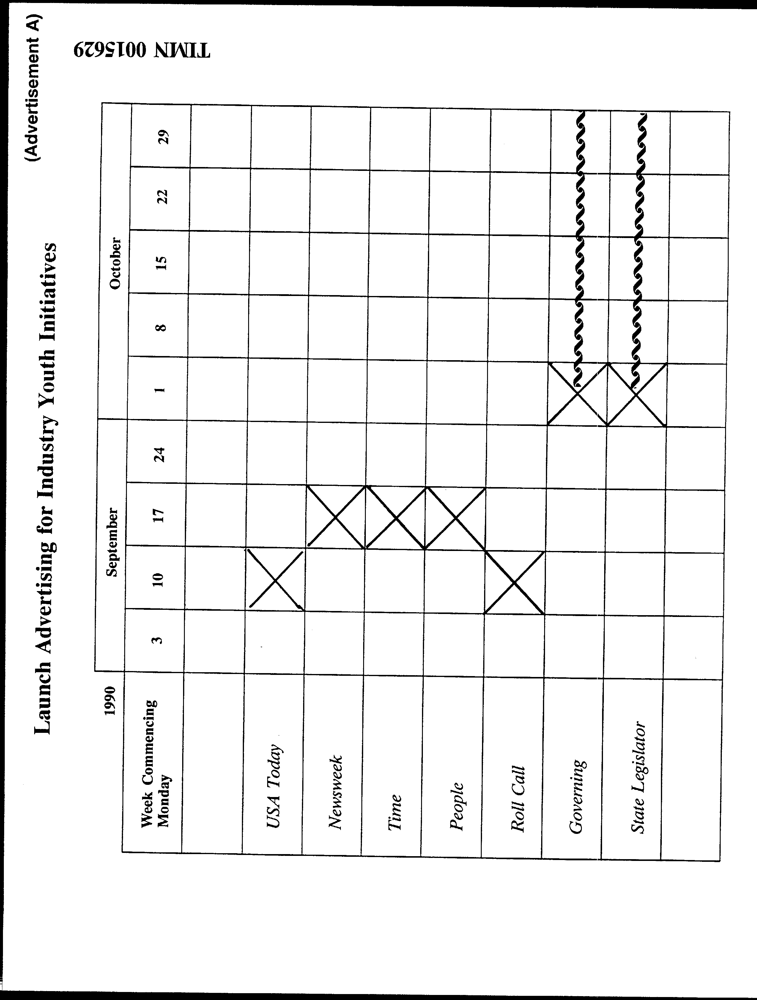 Launch Advertising for Industry Youth Initiatives (Advertisement A)
1990 September October
Week Commencing
Monday
3 10 17 24 1 8 15 22 29
USA Today
Newsweek
Time
People
Roll Call
Governing
State Legislator
TIMN 0015629